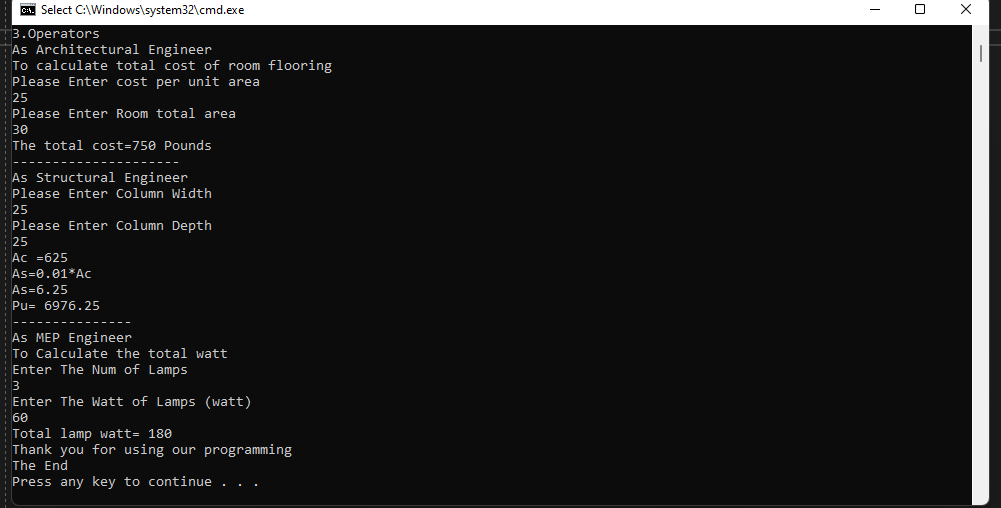 Select C:\Windows\system32\cmd.exe
3.Operators
As Architectural Engineer
To calculate total cost of room flooring
Please Enter cost per unit area
25
Please Enter Room total area
30
The total cost=750 Pounds
---------------------
As Structural Engineer
Please Enter Column Width
25
Please Enter Column Depth
25
Ac =625
As=0.01*Ac
As=6.25
Pu= 6976.25
---------------
As MEP Engineer
To Calculate the total watt
Enter The Num of Lamps
3
Enter The Watt of Lamps (watt)
60
Total lamp watt= 180
Thank you for using our programming
The End
Press any key to continue . . .